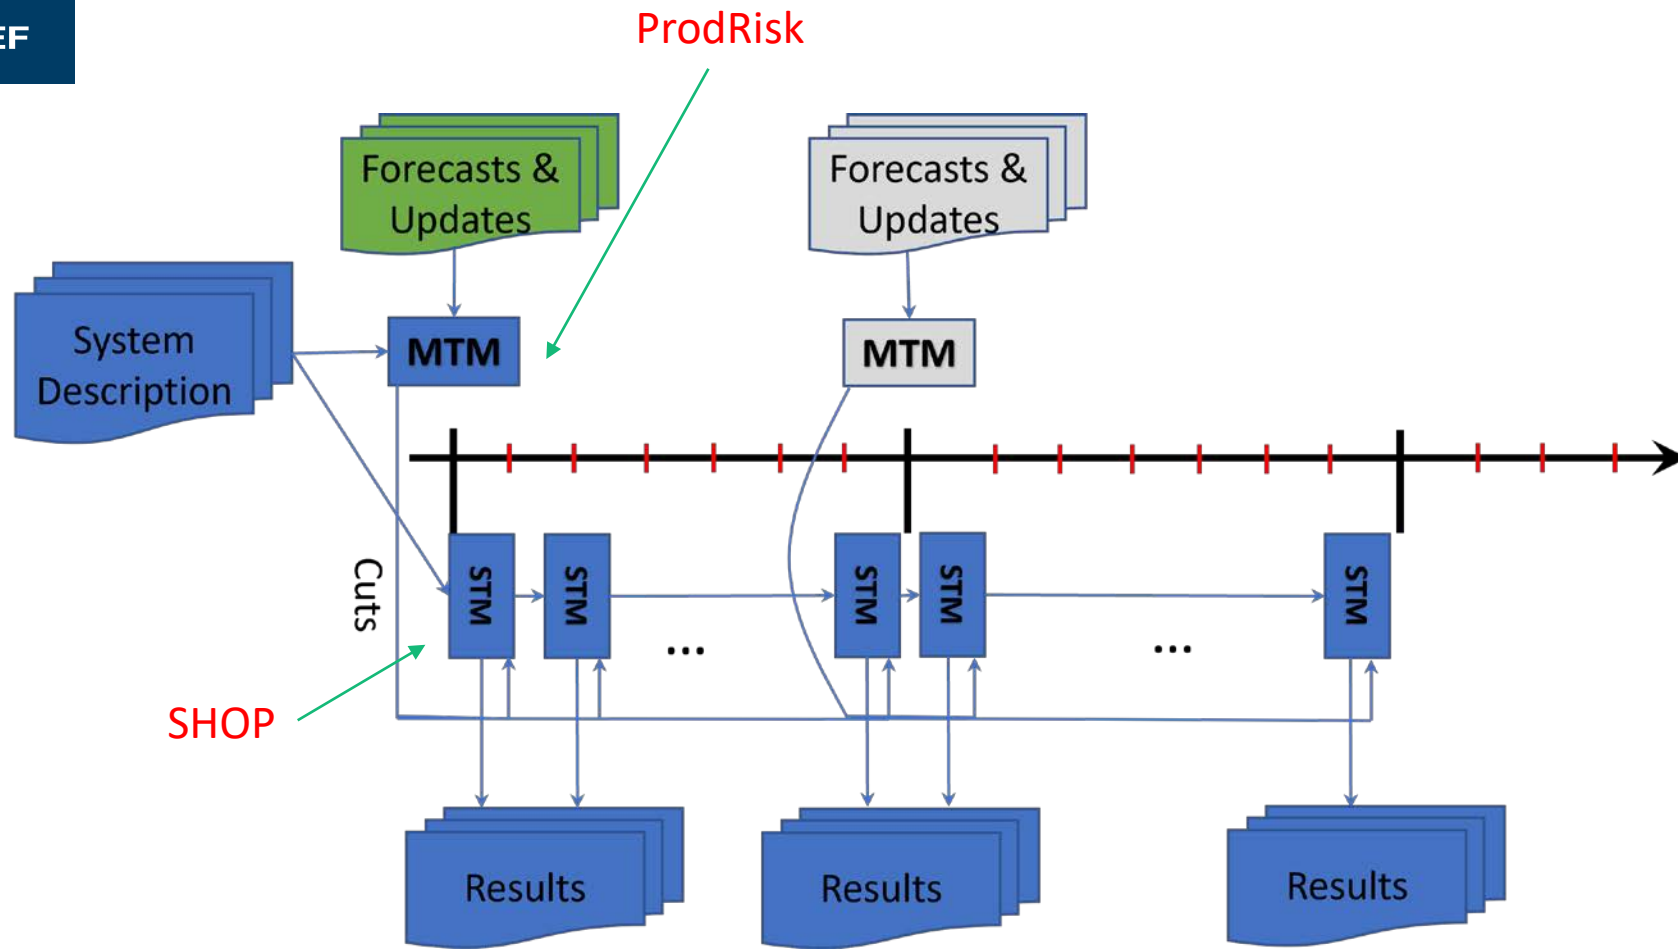 EF
ProdRisk
Forecasts &
Updates
Forecasts &
Updates
System
Description
MTM
MTM
Cuts
STM
STM
STM
STM
STM
...
...
SHOP
Results
Results
Results